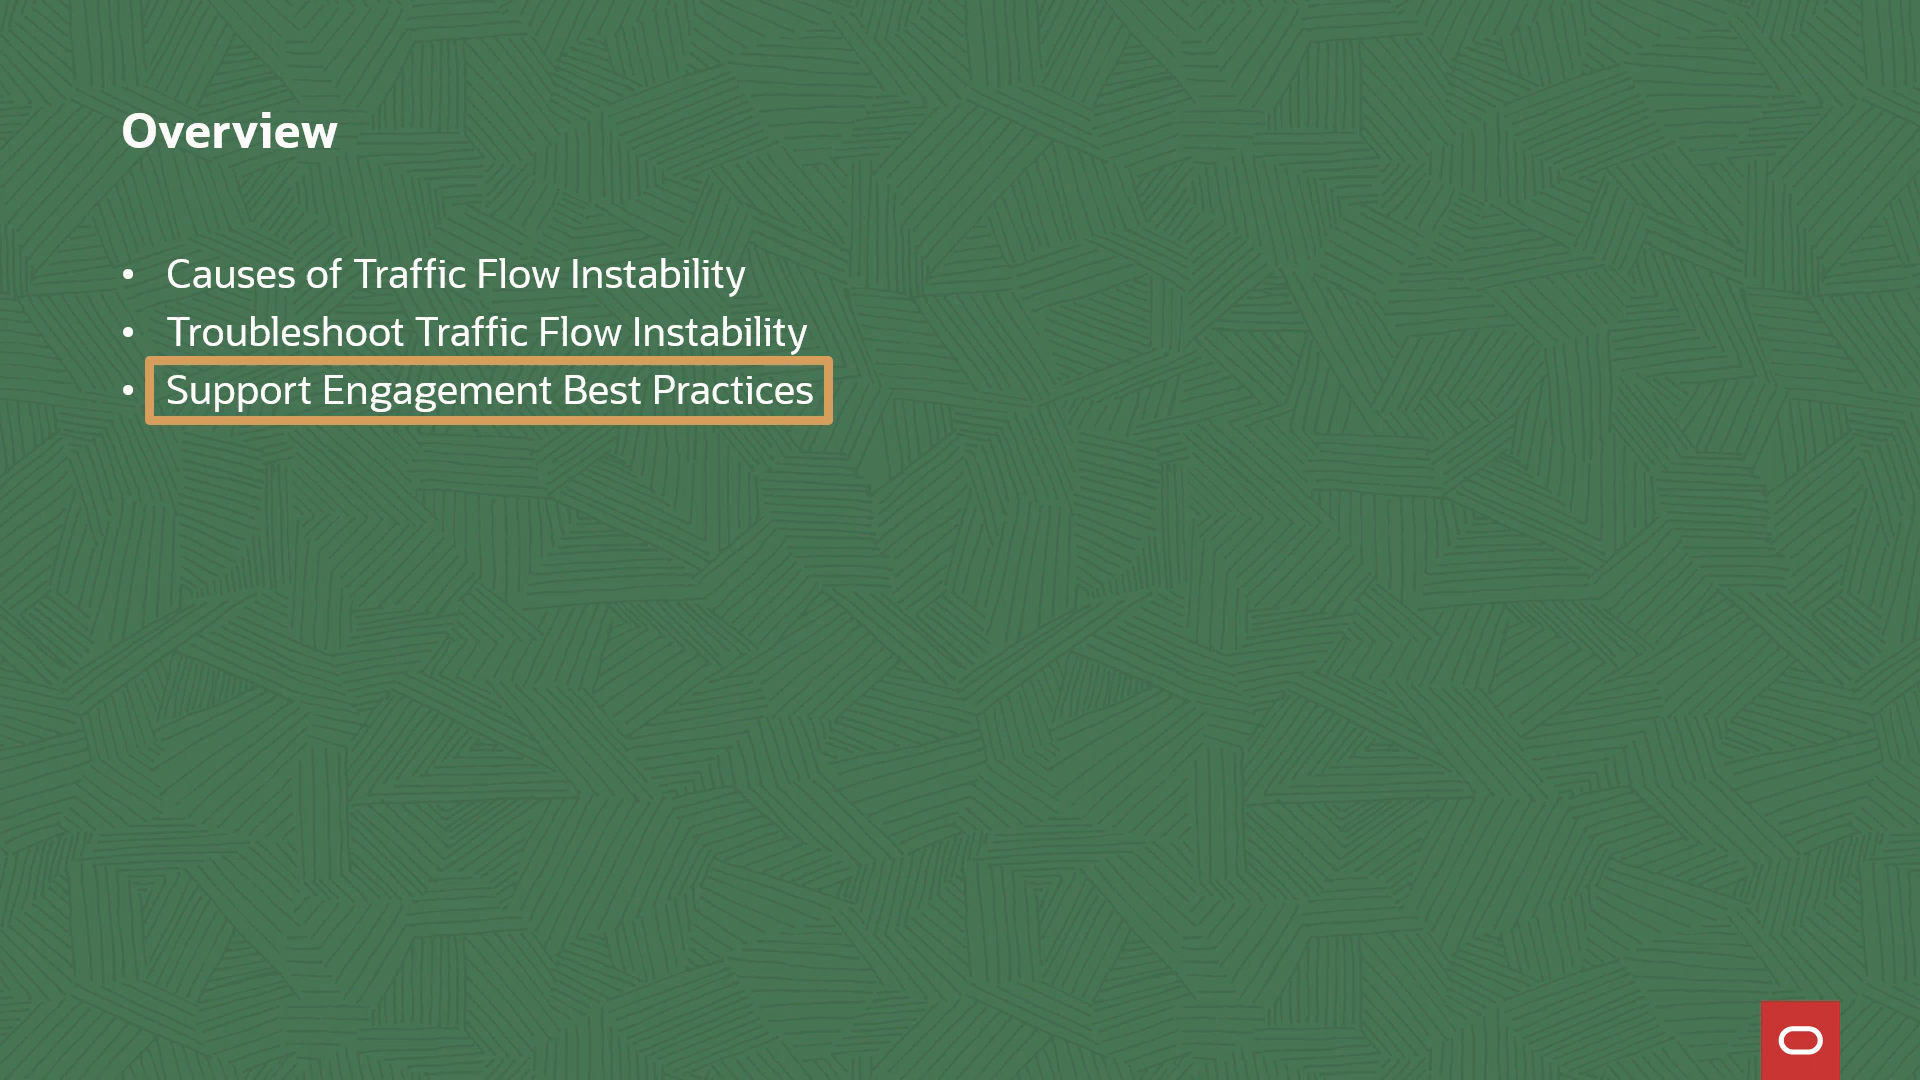 Overview
• Causes of Traffic Flow Instability
• Troubleshoot Traffic Flow Instability
• Support Engagement Best Practices